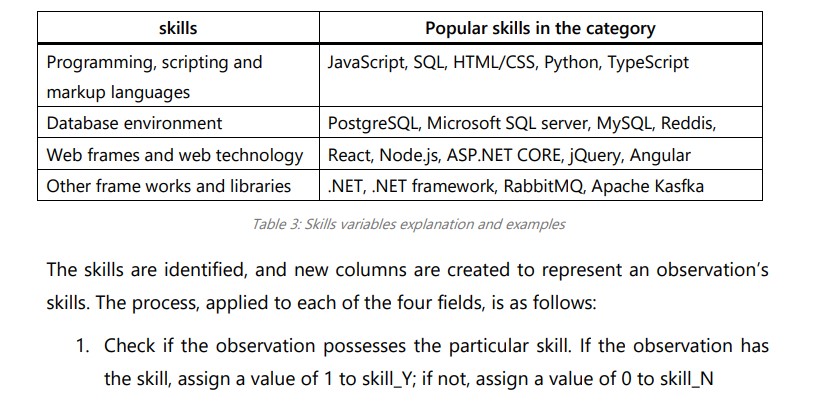 skills Popular skills in the category
Programming, scripting and JavaScript, SQL, HTML/CSS, Python, TypeScript
markup languages
Database environment PostgreSQL, Microsoft SQL server, MySQL, Reddis,
Web frames and web technology React, Node.js, ASP.NET CORE, jQuery, Angular
Other frame works and libraries .NET, .NET framework, RabbitMQ, Apache Kasfka
Table 3: Skills variables explanation and examples
The skills are identified, and new columns are created to represent an observation's
skills. The process, applied to each of the four fields, is as follows:
1. Check if the observation possesses the particular skill. If the observation has
the skill, assign a value of 1 to skill_Y; if not, assign a value of 0 to skill_N